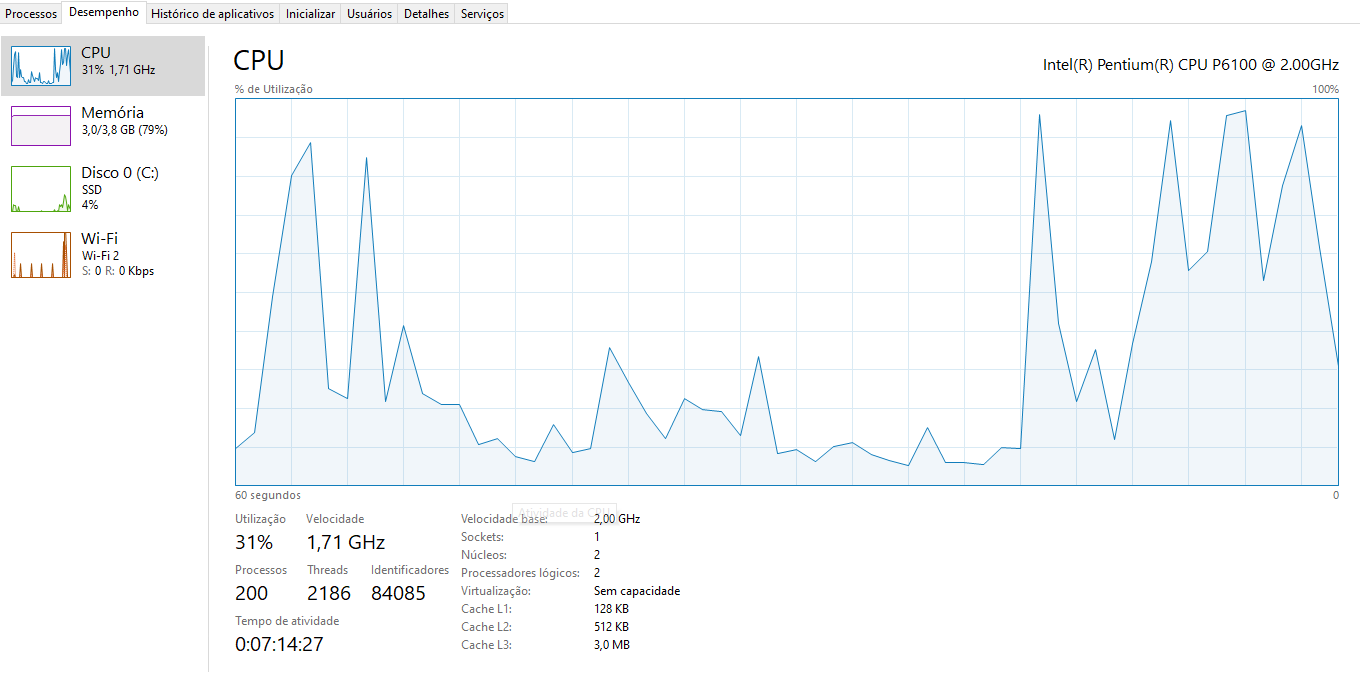 Processos Desempenho Histórico de aplicativos Inicializar Usuários Detalhes Serviços
CPU
31% 1,71 GHz
Memória
3,0/3,8 GB (79%)
Disco 0 (C:)
SSD
4%
Wi-Fi
Wi-Fi 2
S: 0 R: 0 Kbps
CPU
Intel(R) Pentium(R) CPU P6100 @ 2.00GHz
% de Utilização 100%
60 segundos 0
Atividade da CPU
Utilização Velocidade
31% 1,71 GHz
Processos Threads Identificadores
200 2186 84085
Tempo de atividade
0:07:14:27
Velocidade base: 2,00 GHz
Sockets: 1
Núcleos: 2
Processadores lógicos: 2
Virtualização: Sem capacidade
Cache L1: 128 KB
Cache L2: 512 KB
Cache L3: 3,0 MB